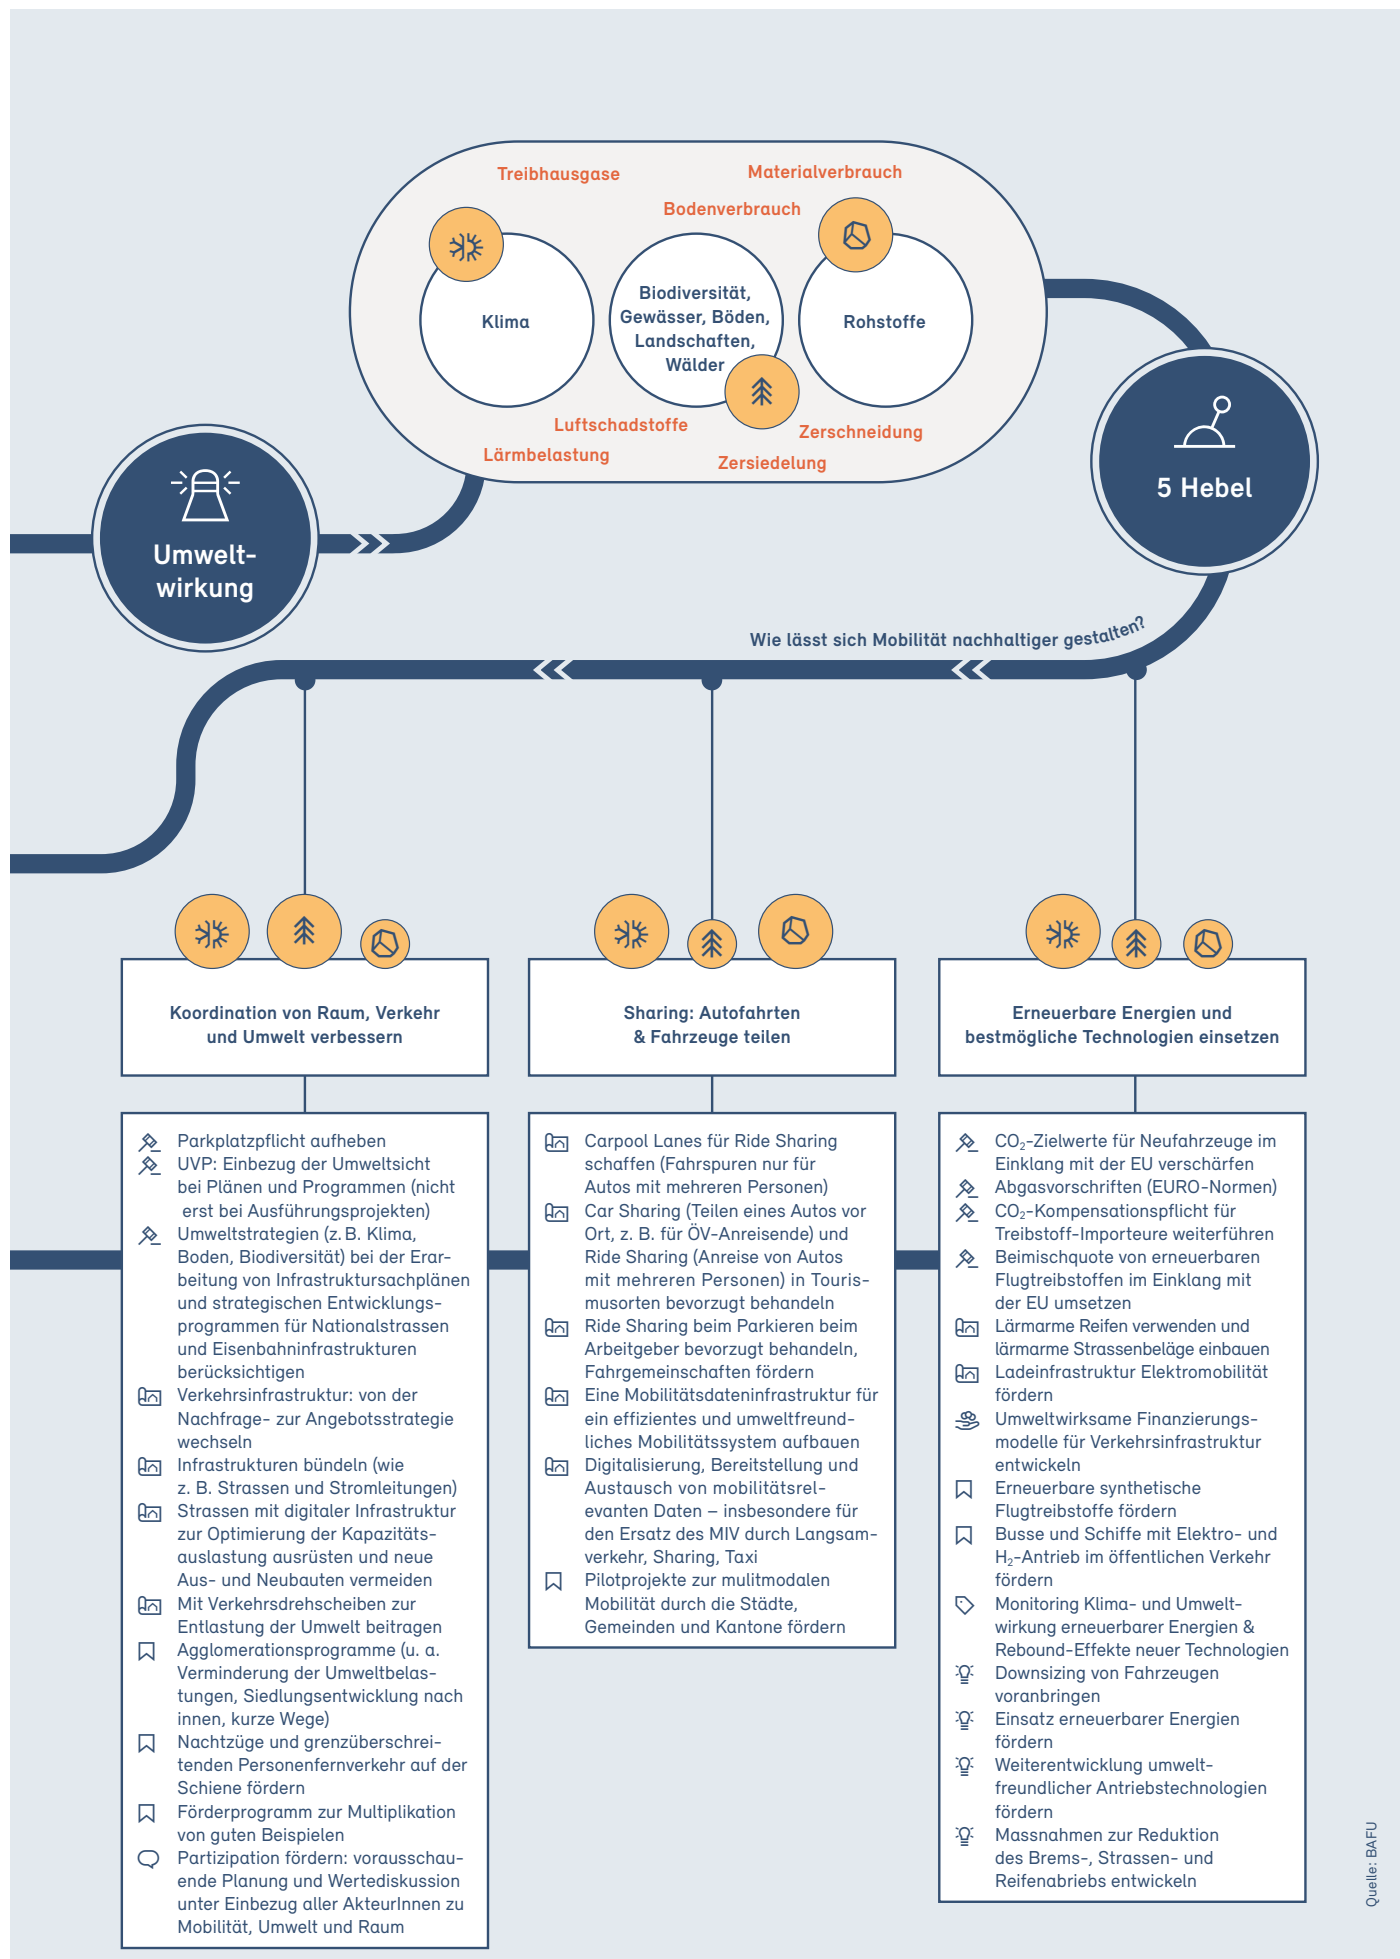 Treibhausgase
Materialverbrauch
Bodenverbrauch
Klima
Biodiversität,
Gewässer, Böden,
Landschaften,
Wälder
Rohstoffe
Luftschadstoffe
Zerschneidung
Lärmbelastung
Zersiedelung
5 Hebel
Umwelt-
wirkung
Wie lässt sich Mobilität nachhaltiger gestalten?
Koordination von Raum, Verkehr
und Umwelt verbessern
Parkplatzpflicht aufheben
UVP: Einbezug der Umweltsicht
bei Plänen und Programmen (nicht
erst bei Ausführungsprojekten)
Umweltstrategien (z. B. Klima,
Boden, Biodiversität) bei der Erar-
beitung von Infrastruktursachplänen
und strategischen Entwicklungs-
programmen für Nationalstrassen
und Eisenbahninfrastrukturen
berücksichtigen
Verkehrsinfrastruktur: von der
Nachfrage- zur Angebotsstrategie
wechseln
Infrastrukturen bündeln (wie
z. B. Strassen und Stromleitungen)
Strassen mit digitaler Infrastruktur
zur Optimierung der Kapazitäts-
auslastung ausrüsten und neue
Aus- und Neubauten vermeiden
Mit Verkehrsdrehscheiben zur
Entlastung der Umwelt beitragen
Agglomerationsprogramme (u. a.
Verminderung der Umweltbelas-
tungen, Siedlungsentwicklung nach
innen, kurze Wege)
Nachtzüge und grenzüberschrei-
tenden Personenfernverkehr auf der
Schiene fördern
Förderprogramm zur Multiplikation
von guten Beispielen
Partizipation fördern: vorausschau-
ende Planung und Wertediskussion
unter Einbezug aller AkteurInnen zu
Mobilität, Umwelt und Raum
Sharing: Autofahrten
& Fahrzeuge teilen
Carpool Lanes für Ride Sharing
schaffen (Fahrspuren nur für
Autos mit mehreren Personen)
Car Sharing (Teilen eines Autos vor
Ort, z. B. für ÖV-Anreisende) und
Ride Sharing (Anreise von Autos
mit mehreren Personen) in Touris-
musorten bevorzugt behandeln
Ride Sharing beim Parkieren beim
Arbeitgeber bevorzugt behandeln,
Fahrgemeinschaften fördern
Eine Mobilitätsdateninfrastruktur für
ein effizientes und umweltfreund-
liches Mobilitätssystem aufbauen
Digitalisierung, Bereitstellung und
Austausch von mobilitätsrel-
evanten Daten – insbesondere für
den Ersatz des MIV durch Langsam-
verkehr, Sharing, Taxi
Pilotprojekte zur mulitmodalen
Mobilität durch die Städte,
Gemeinden und Kantone fördern
Erneuerbare Energien und
bestmögliche Technologien einsetzen
CO₂-Zielwerte für Neufahrzeuge im
Einklang mit der EU verschärfen
Abgasvorschriften (EURO-Normen)
CO₂-Kompensationspflicht für
Treibstoff-Importeure weiterführen
Beimischquote von erneuerbaren
Flugtreibstoffen im Einklang mit
der EU umsetzen
Lärmarme Reifen verwenden und
lärmarme Strassenbeläge einbauen
Ladeinfrastruktur Elektromobilität
fördern
Umweltwirksame Finanzierungs-
modelle für Verkehrsinfrastruktur
entwickeln
Erneuerbare synthetische
Flugtreibstoffe fördern
Busse und Schiffe mit Elektro- und
H₂-Antrieb im öffentlichen Verkehr
fördern
Monitoring Klima- und Umwelt-
wirkung erneuerbarer Energien &
Rebound-Effekte neuer Technologien
Downsizing von Fahrzeugen
voranbringen
Einsatz erneuerbarer Energien
fördern
Weiterentwicklung umwelt-
freundlicher Antriebstechnologien
fördern
Massnahmen zur Reduktion
des Brems-, Strassen- und
Reifenabriebs entwickeln
Quelle: BAFU